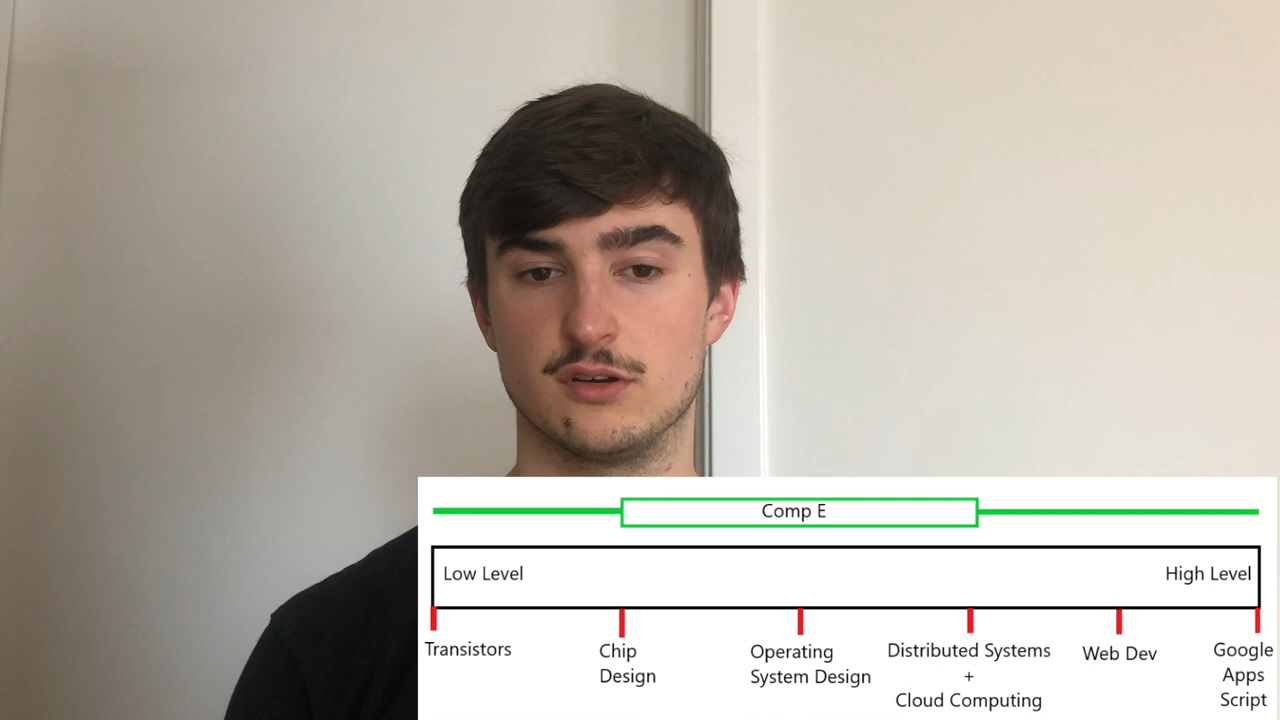 Comp E
Low Level
High Level
Transistors
Chip
Design
Operating
System Design
Distributed Systems
+
Cloud Computing
Web Dev
Google
Apps
Script